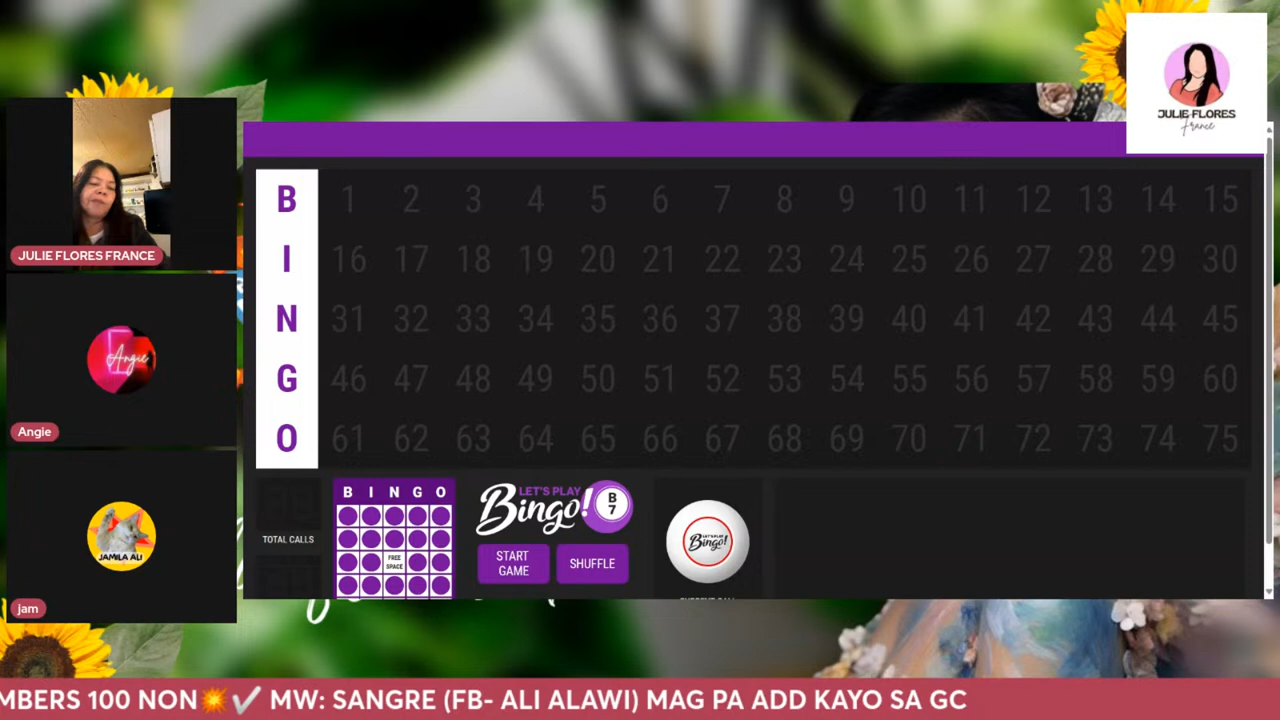 JULIE FLORES
France
JULIE FLORES FRANCE
Angie
Angie
JAMILA ALI
jam
B 1 2 3 4 5 6 7 8 9 10 11 12 13 14 15
I 16 17 18 19 20 21 22 23 24 25 26 27 28 29 30
N 31 32 33 34 35 36 37 38 39 40 41 42 43 44 45
G 46 47 48 49 50 51 52 53 54 55 56 57 58 59 60
O 61 62 63 64 65 66 67 68 69 70 71 72 73 74 75
TOTAL CALLS
B I N G O
FREE
SPACE
LET'S PLAY
Bingo!
B
7
START
GAME
SHUFFLE
LET'S PLAY
Bingo!
MBERS 100 NON💥✔️ MW: SANGRE (FB- ALI ALAWI) MAG PA ADD KAYO SA GC